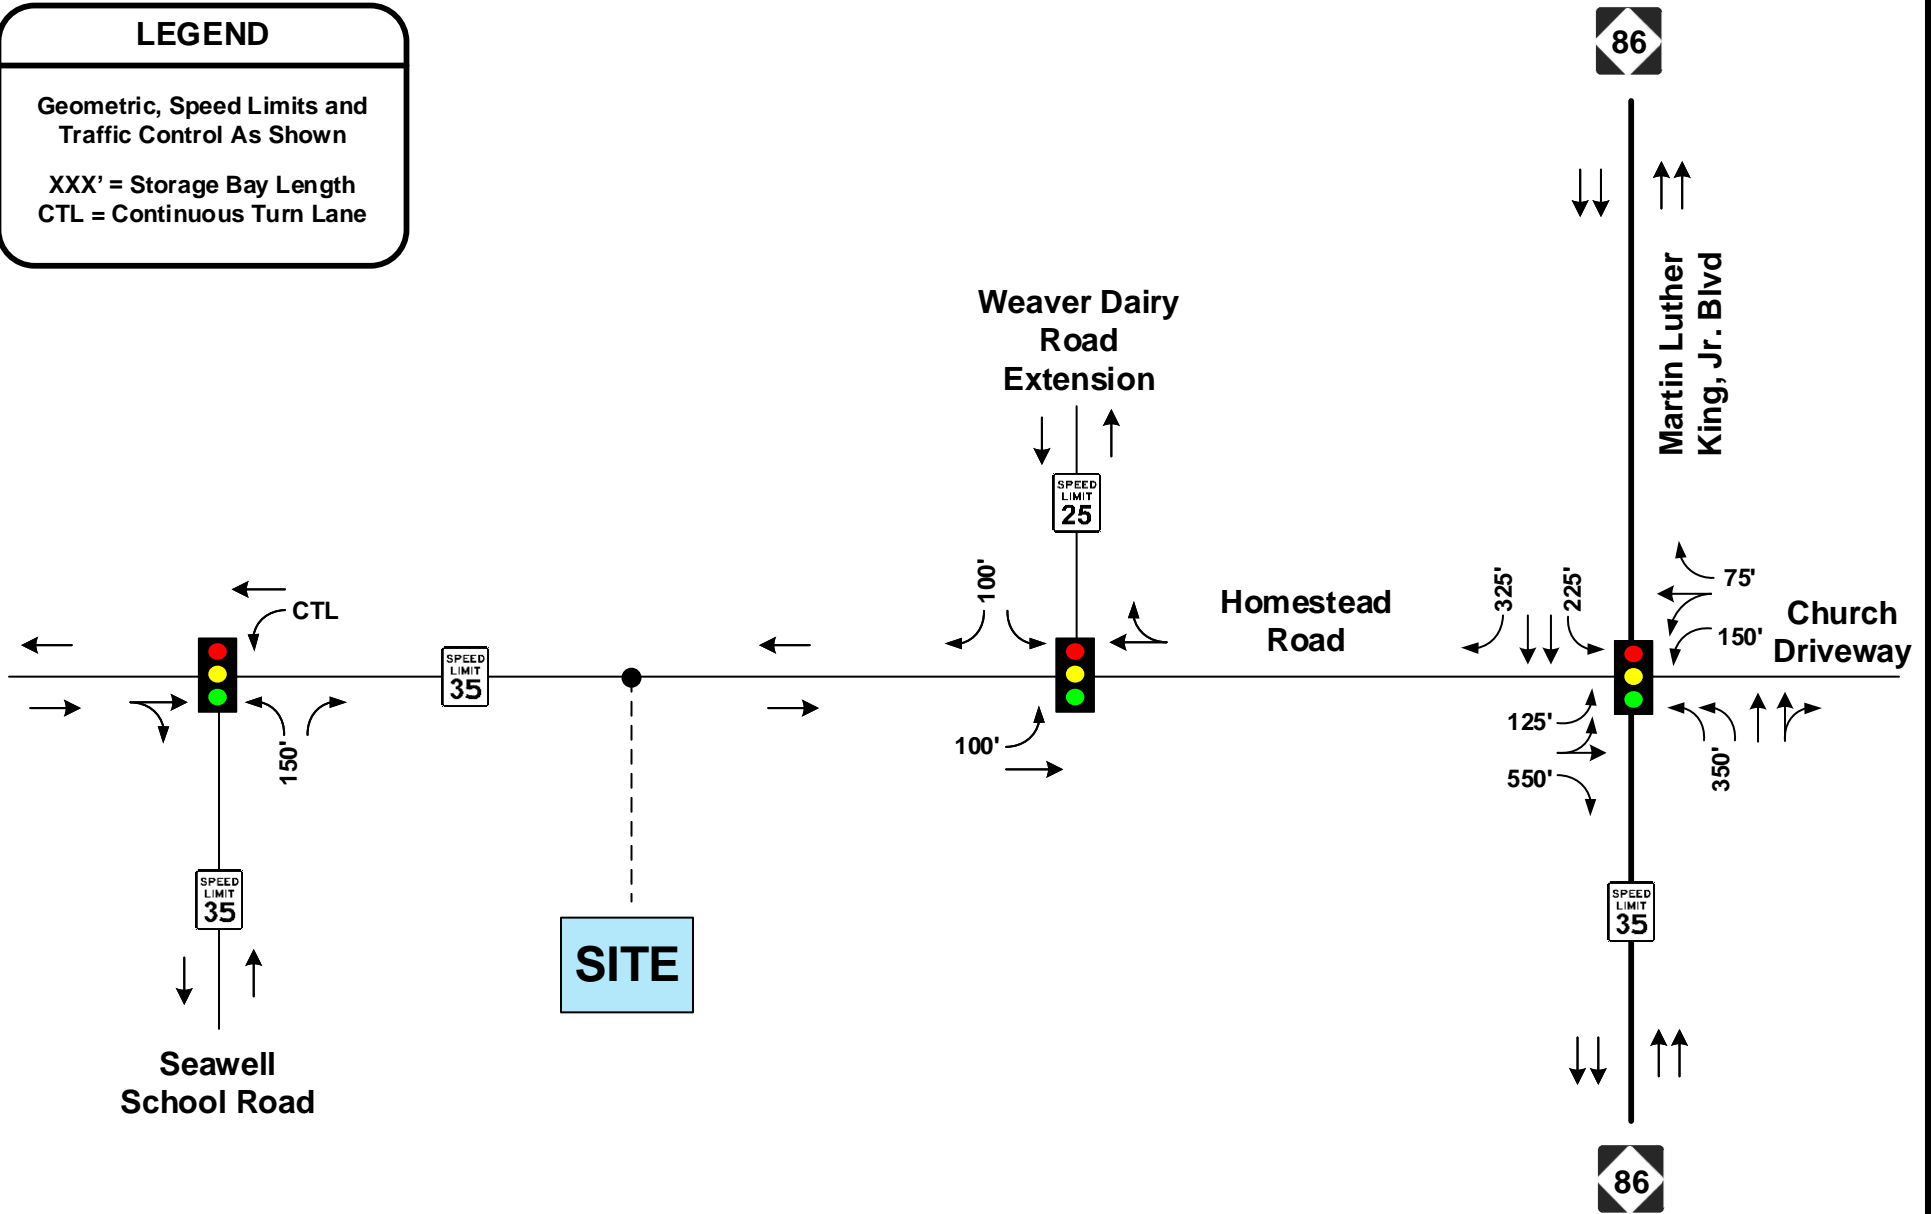 LEGEND
Geometric, Speed Limits and
Traffic Control As Shown
XXX' = Storage Bay Length
CTL = Continuous Turn Lane
86
Martin Luther
King, Jr. Blvd
Weaver Dairy
Road
Extension
SPEED
LIMIT
25
CTL
100'
Homestead
Road
325'
225'
75'
150'
Church
Driveway
SPEED
LIMIT
35
150'
100'
125'
550'
350'
SPEED
LIMIT
35
SITE
SPEED
LIMIT
35
Seawell
School Road
86